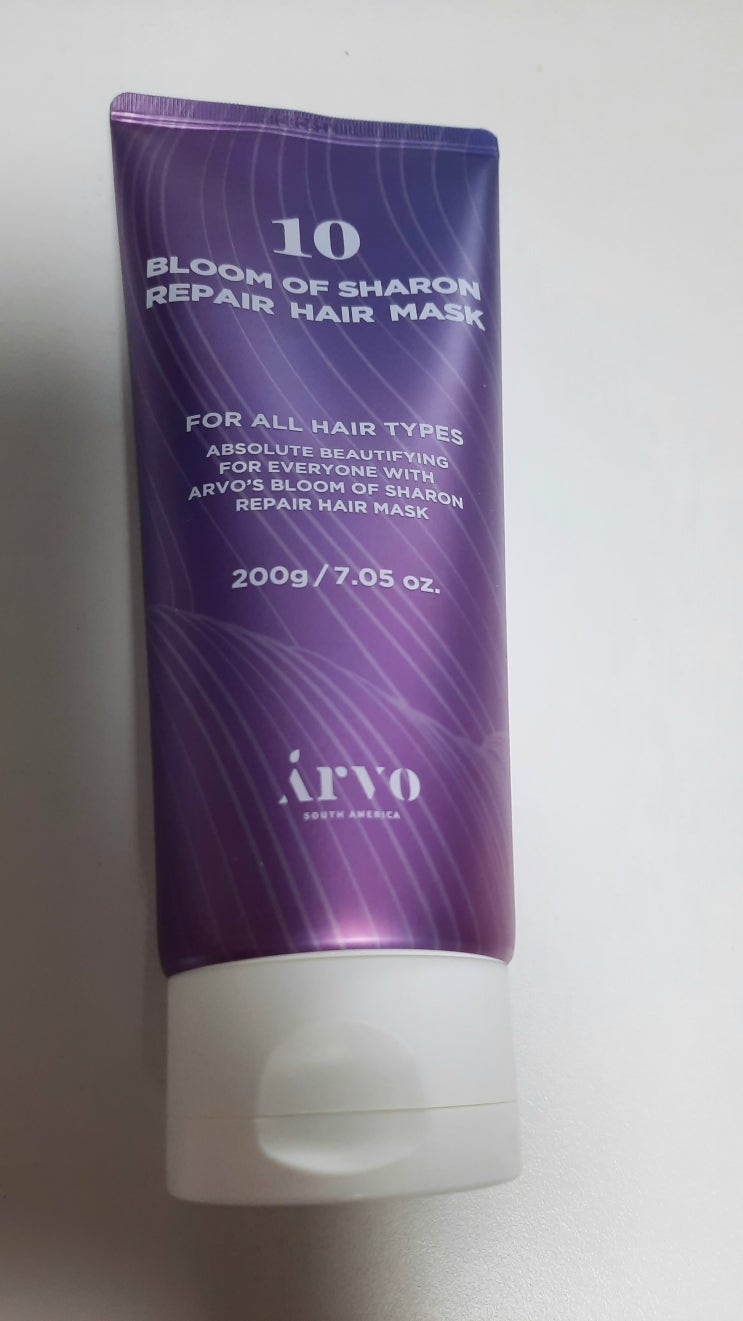 10
BLOOM OF SHARON
REPAIR HAIR MASK
FOR ALL HAIR TYPES
ABSOLUTE BEAUTIFYING
FOR EVERYONE WITH
ARVO'S BLOOM OF SHARON
REPAIR HAIR MASK
200g / 7.05 oz.
Árvo
SOUTH AMERICA